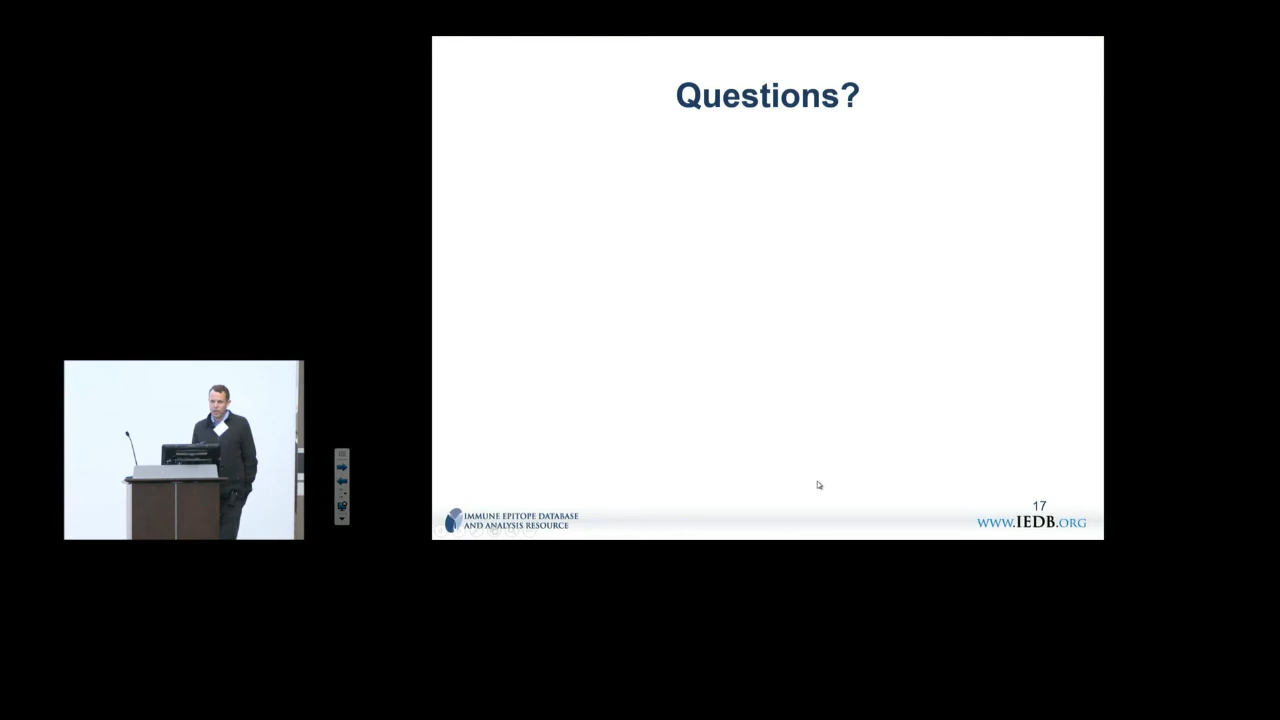 Questions?
IMMUNE EPITOPE DATABASE
AND ANALYSIS RESOURCE
17
WWW.IEDB.ORG